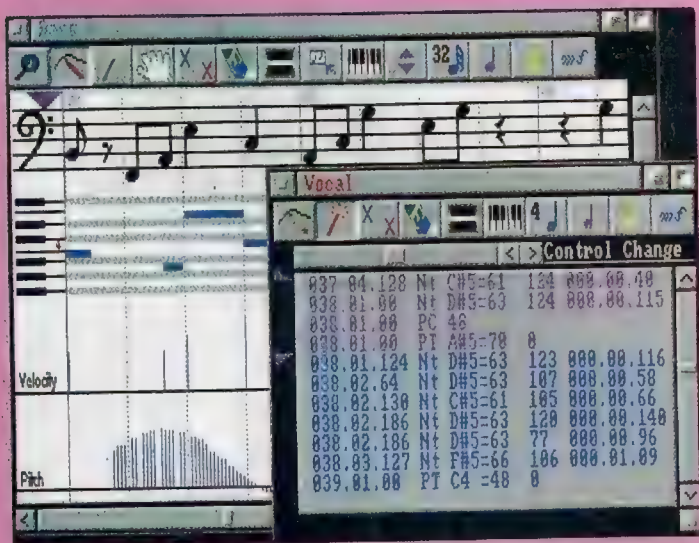 32
Vocal
4
Control Change
037 04.128 Nt C#5=61 124 000.00.40
038.01.00 Nt D#5=63 124 000.00.115
038.01.00 PC 46
038.01.00 PT A#5=70 0
038.01.124 Nt D#5=63 123 000.00.116
038.02.64 Nt D#5=63 107 000.00.58
038.02.130 Nt C#5=61 105 000.00.66
038.02.186 Nt D#5=63 120 000.00.140
038.02.186 Nt D#5=63 77 000.00.96
038.03.127 Nt F#5=66 106 000.01.09
039.01.00 PT C4 =48 0
Velocity
Pitch